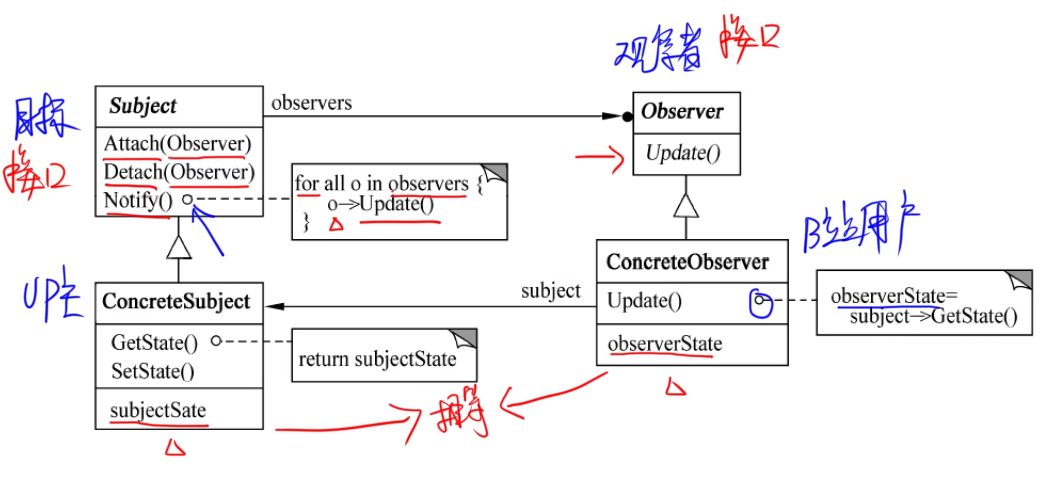 观察者 接口
目标
接口
Subject
Attach(Observer)
Detach(Observer)
Notify()
observers
Observer
Update()
for all o in observers {
o->Update()
}
B站用户
UP主
ConcreteSubject
GetState()
SetState()
subjectSate
return subjectState
subject
ConcreteObserver
Update()
observerState
observerState=
subject->GetState()
相等